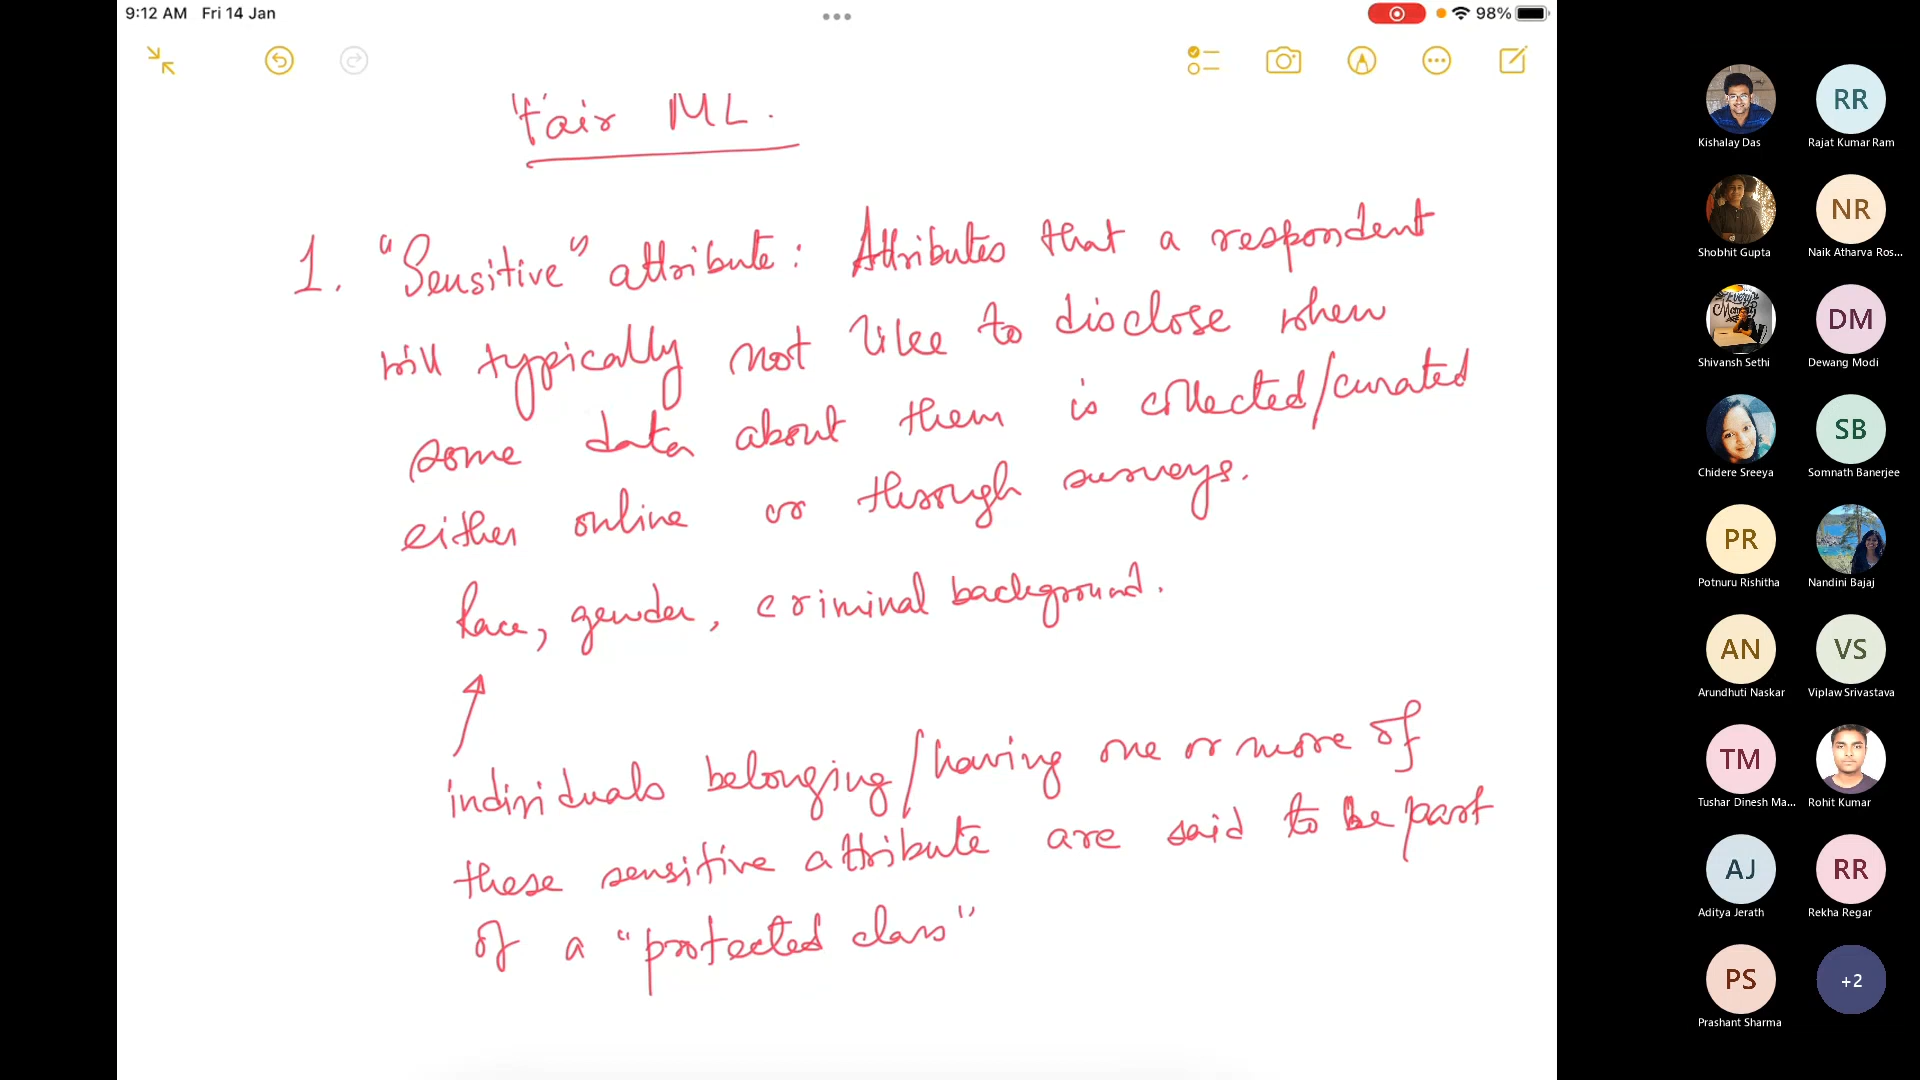 9:12 AM Fri 14 Jan
98%
Fair ML.
1. "Sensitive" attribute: Attributes that a respondent
will typically not like to disclose when
some data about them is collected/curated
either online or through surveys.
Race, gender, criminal background.
individuals belonging/having one or more of
these sensitive attribute are said to be part
of a "protected class"
Kishalay Das
RR
Rajat Kumar Ram
Shobhit Gupta
NR
Naik Atharva Ros...
Shivansh Sethi
DM
Dewang Modi
Chidere Sreeya
SB
Somnath Banerjee
PR
Potnuru Rishitha
Nandini Bajaj
AN
Arundhuti Naskar
VS
Viplaw Srivastava
TM
Tushar Dinesh Ma...
Rohit Kumar
AJ
Aditya Jerath
RR
Rekha Regar
PS
Prashant Sharma
+2